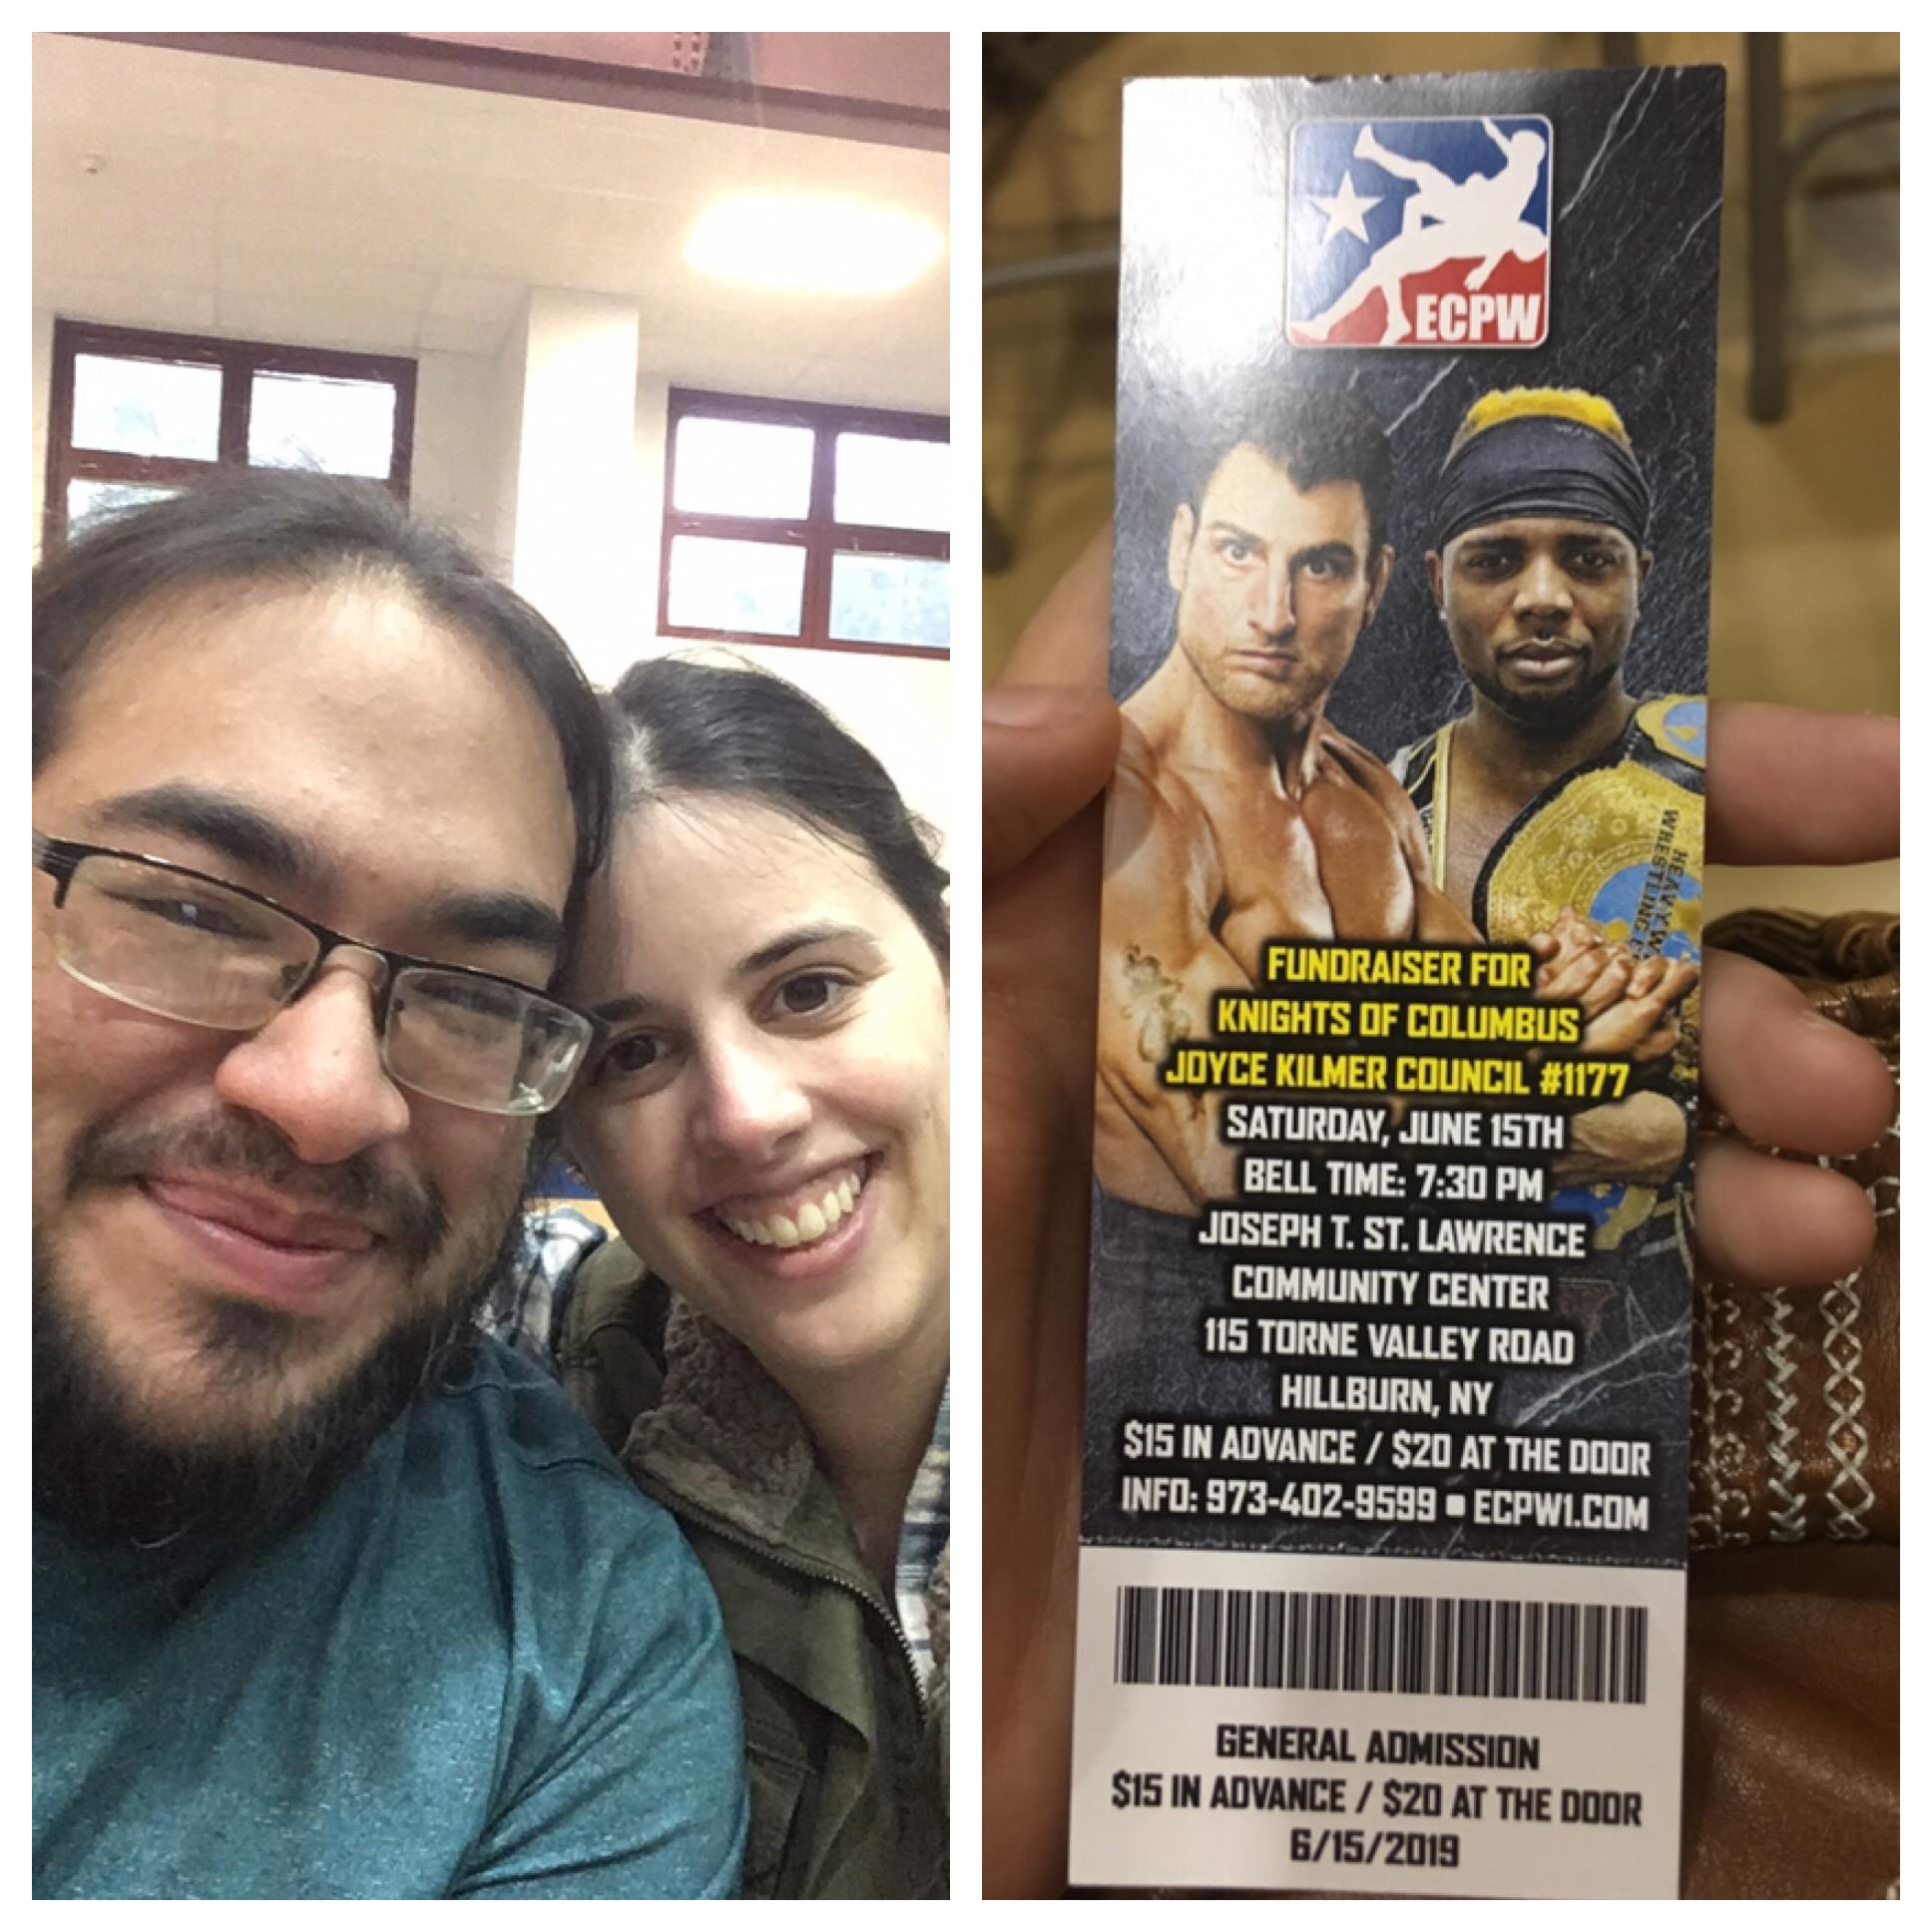 ECPW
HEAVYW
WRESTLING
FUNDRAISER FOR
KNIGHTS OF COLUMBUS
JOYCE KILMER COUNCIL #1177
SATURDAY, JUNE 15TH
BELL TIME: 7:30 PM
JOSEPH T. ST. LAWRENCE
COMMUNITY CENTER
115 TORNE VALLEY ROAD
HILLBURN, NY
$15 IN ADVANCE / $20 AT THE DOOR
INFO: 973-402-9599 ▪ ECPW1.COM
GENERAL ADMISSION
$15 IN ADVANCE / $20 AT THE DOOR
6/15/2019